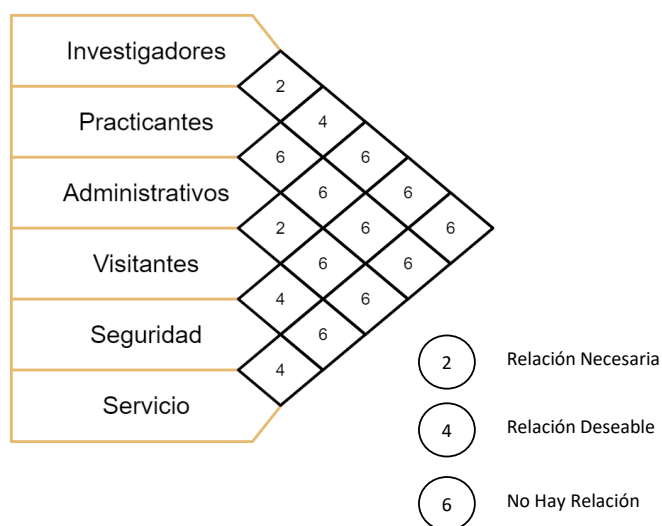 Investigadores
2
Practicantes
4
6
6
Administrativos
6
6
2
6
6
Visitantes
6
6
4
6
Seguridad
6
4
2
Relación Necesaria
Servicio
4
Relación Deseable
6
No Hay Relación